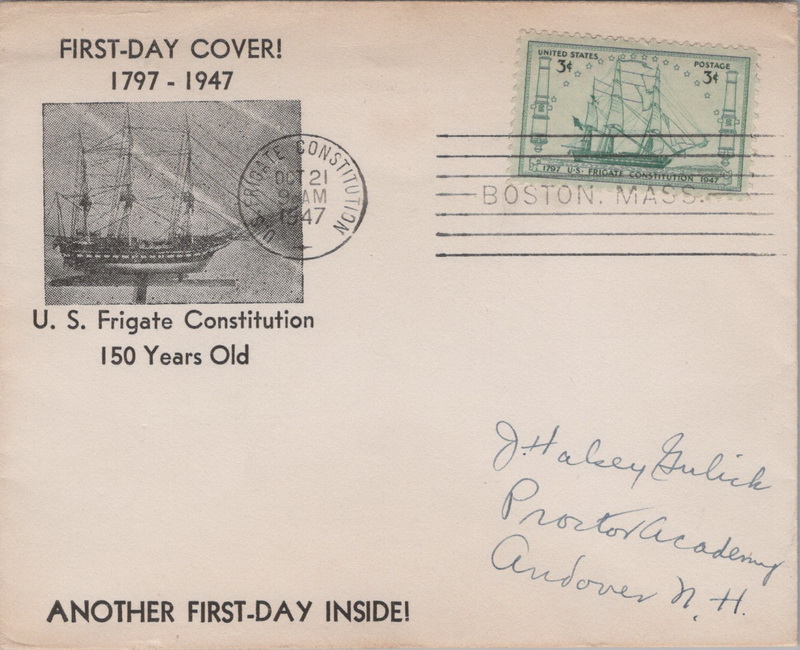 FIRST-DAY COVER!
1797 - 1947
UNITED STATES POSTAGE
3¢ 3¢
1797 U·S· FRIGATE CONSTITUTION 1947
U.S. FRIGATE CONSTITUTION
OCT 21
9 AM
1947
BOSTON. MASS.
U. S. Frigate Constitution
150 Years Old
J. Halsey Gulick
Proctor Academy
Andover N. H.
ANOTHER FIRST-DAY INSIDE!